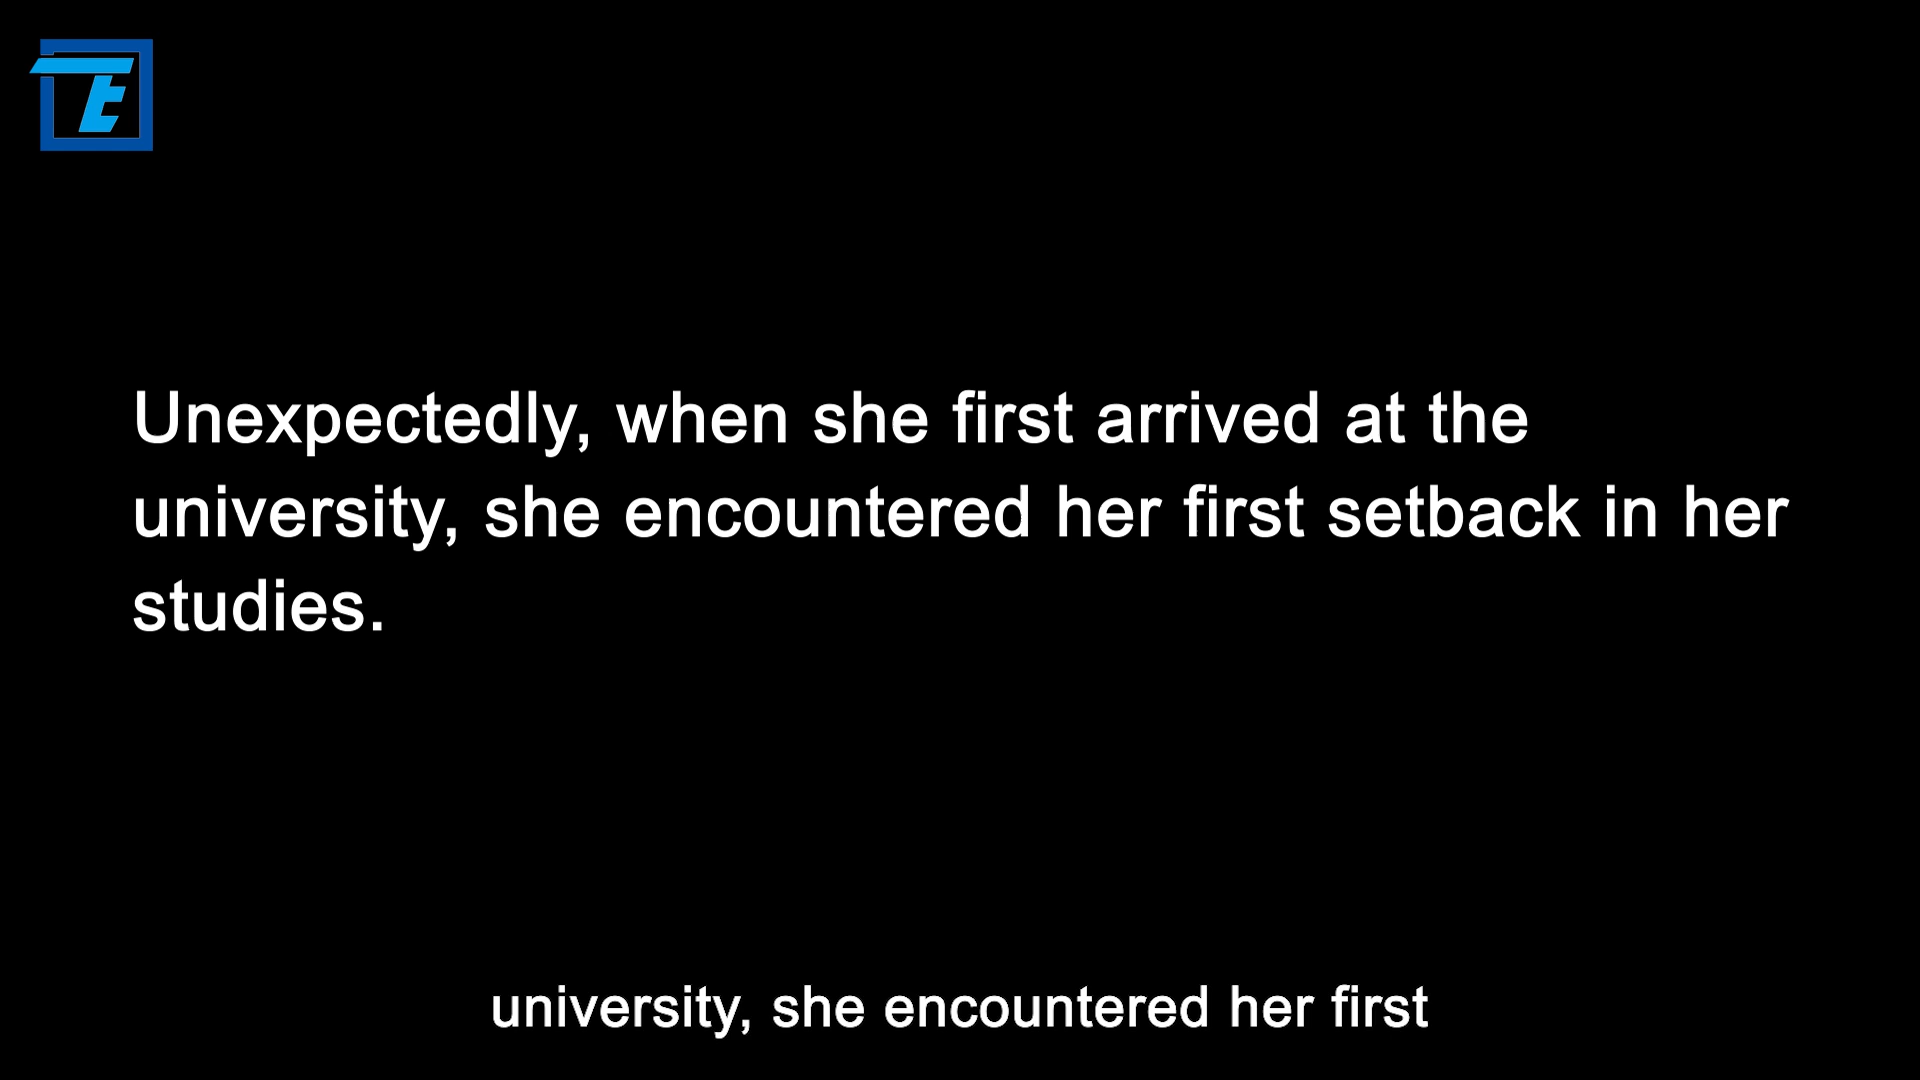 TE
Unexpectedly, when she first arrived at the
university, she encountered her first setback in her
studies.
university, she encountered her first